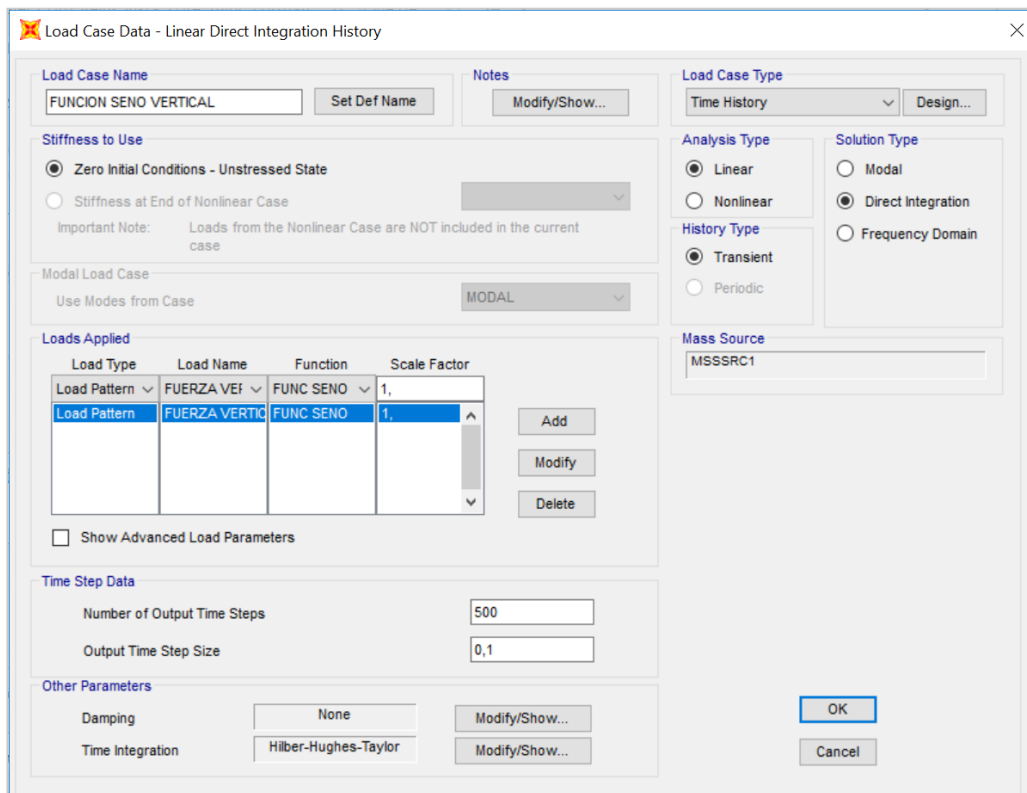 Load Case Data - Linear Direct Integration History
Load Case Name
FUNCION SENO VERTICAL
Set Def Name
Notes
Modify/Show...
Load Case Type
Time History
Design...
Stiffness to Use
Zero Initial Conditions - Unstressed State
Stiffness at End of Nonlinear Case
Important Note: Loads from the Nonlinear Case are NOT included in the current
case
Analysis Type
Linear
Nonlinear
Solution Type
Modal
Direct Integration
Frequency Domain
History Type
Transient
Periodic
Modal Load Case
Use Modes from Case
MODAL
Loads Applied
Load Type Load Name Function Scale Factor
Load Pattern FUERZA VEF FUNC SENO 1,
Load Pattern FUERZA VERTIC FUNC SENO 1,
Add
Modify
Delete
Show Advanced Load Parameters
Mass Source
MSSSRC1
Time Step Data
Number of Output Time Steps 500
Output Time Step Size 0,1
Other Parameters
Damping None Modify/Show...
Time Integration Hilber-Hughes-Taylor Modify/Show...
OK
Cancel